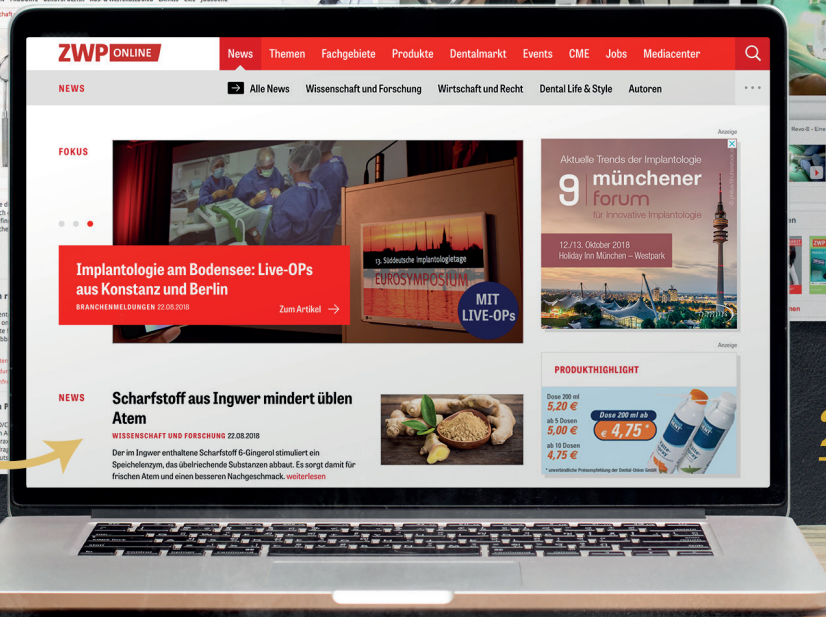 ZWP ONLINE
News Themen Fachgebiete Produkte Dentalmarkt Events CME Jobs Mediacenter
NEWS
Alle News Wissenschaft und Forschung Wirtschaft und Recht Dental Life & Style Autoren
Anzeige
FOKUS
13. Süddeutsche Implantologietage
EUROSYMPOSIUM
MIT
LIVE-OPs
Implantologie am Bodensee: Live-OPs
aus Konstanz und Berlin
BRANCHENMELDUNGEN 22.08.2018
Zum Artikel →
Aktuelle Trends der Implantologie
9 münchener
forum
für Innovative Implantologie
12./13. Oktober 2018
Holiday Inn München – Westpark
Anzeige
NEWS
Scharfstoff aus Ingwer mindert üblen
Atem
WISSENSCHAFT UND FORSCHUNG 22.08.2018
Der im Ingwer enthaltene Scharfstoff 6-Gingerol stimuliert ein
Speichelenzym, das übelriechende Substanzen abbaut. Es sorgt damit für
frischen Atem und einen besseren Nachgeschmack. weiterlesen
PRODUKTHIGHLIGHT
Dose 200 ml
5,20 €
ab 5 Dosen
5,00 €
ab 10 Dosen
4,75 €
Dose 200 ml ab
€ 4,75*
* unverbindliche Preisempfehlung der Dental-Union GmbH